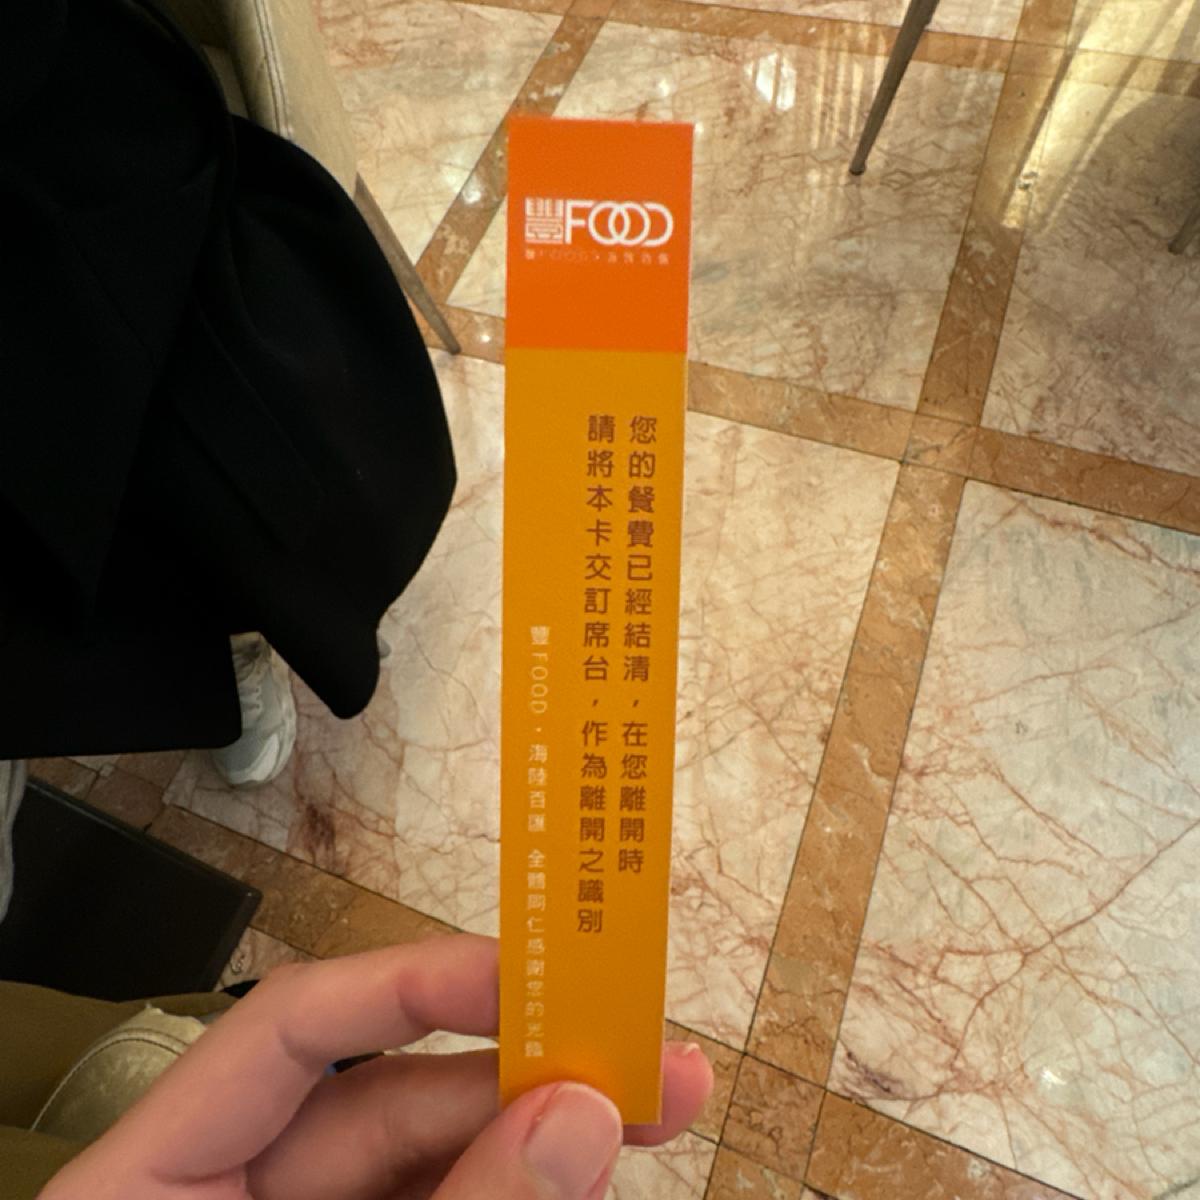 豐FOOD
豐FOOD・海陸百匯
您的餐費已經結清，在您離開時
請將本卡交訂席台，作為離開之識別
豐FOOD・海陸百匯 全體同仁感謝您的光臨